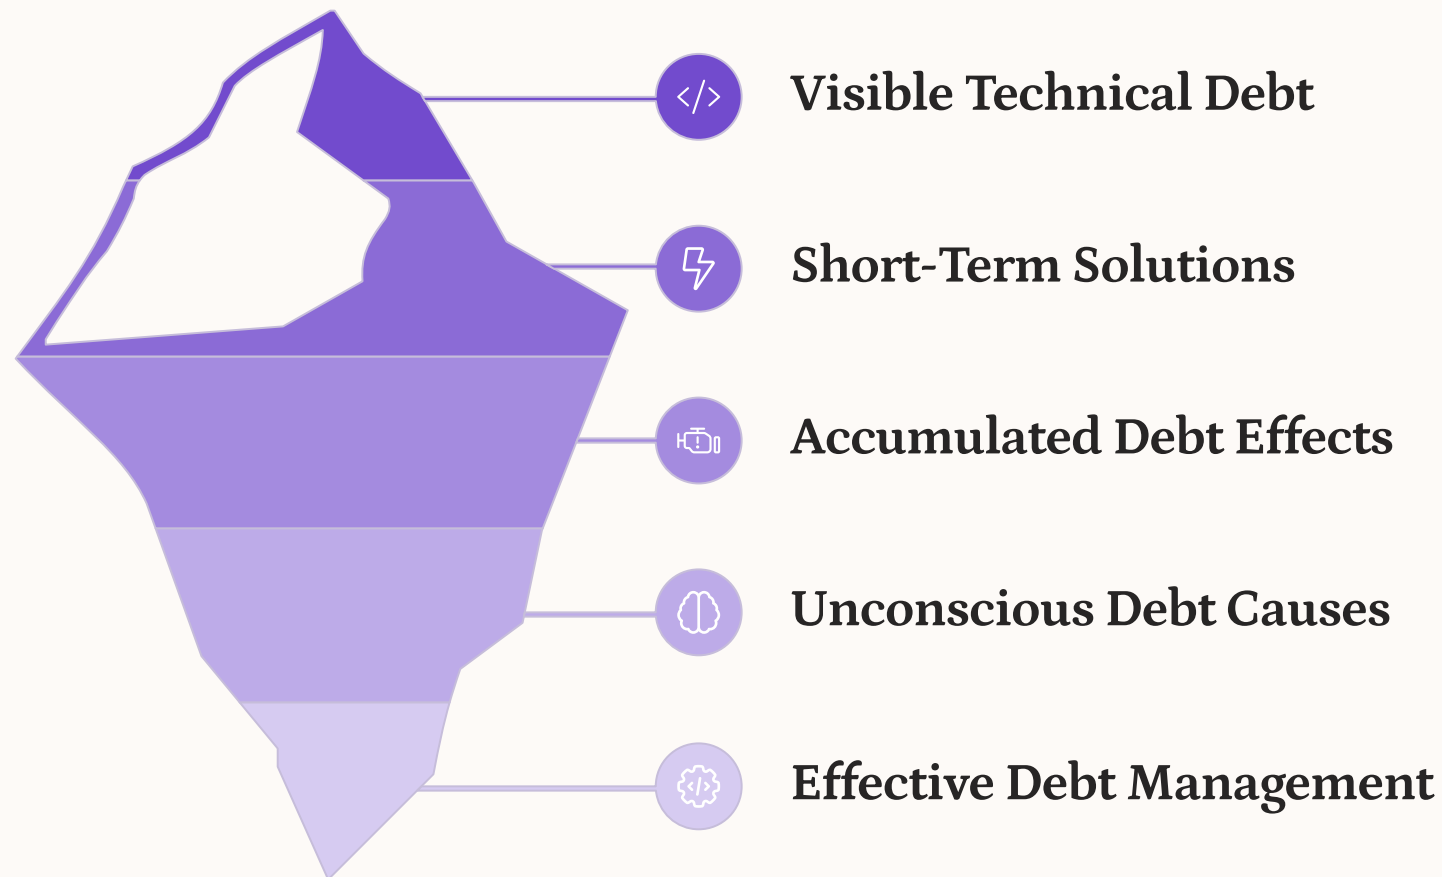 Visible Technical Debt
Short-Term Solutions
Accumulated Debt Effects
Unconscious Debt Causes
Effective Debt Management